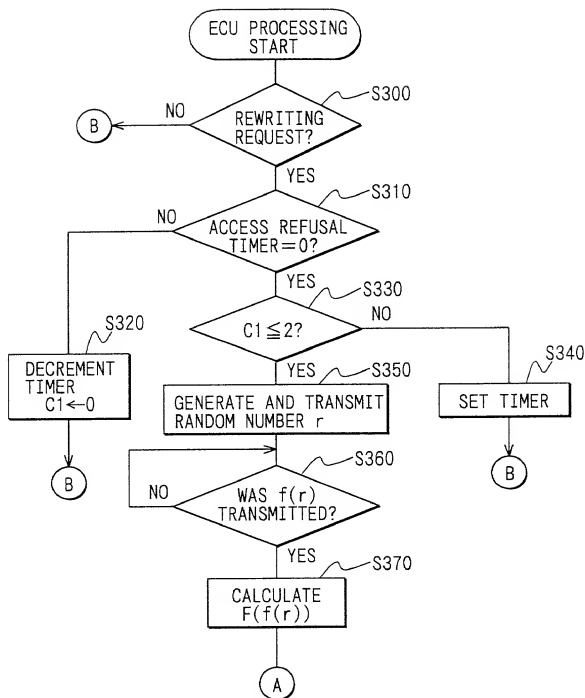 ECU PROCESSING
START
S300
NO
B
REWRITING
REQUEST?
YES
S310
NO
ACCESS REFUSAL
TIMER=0?
YES
S330
NO
C1≦2?
S320
YES
S350
S340
DECREMENT
TIMER
C1←0
GENERATE AND TRANSMIT
RANDOM NUMBER r
SET TIMER
B
B
S360
NO
WAS f(r)
TRANSMITTED?
YES
S370
CALCULATE
F(f(r))
A